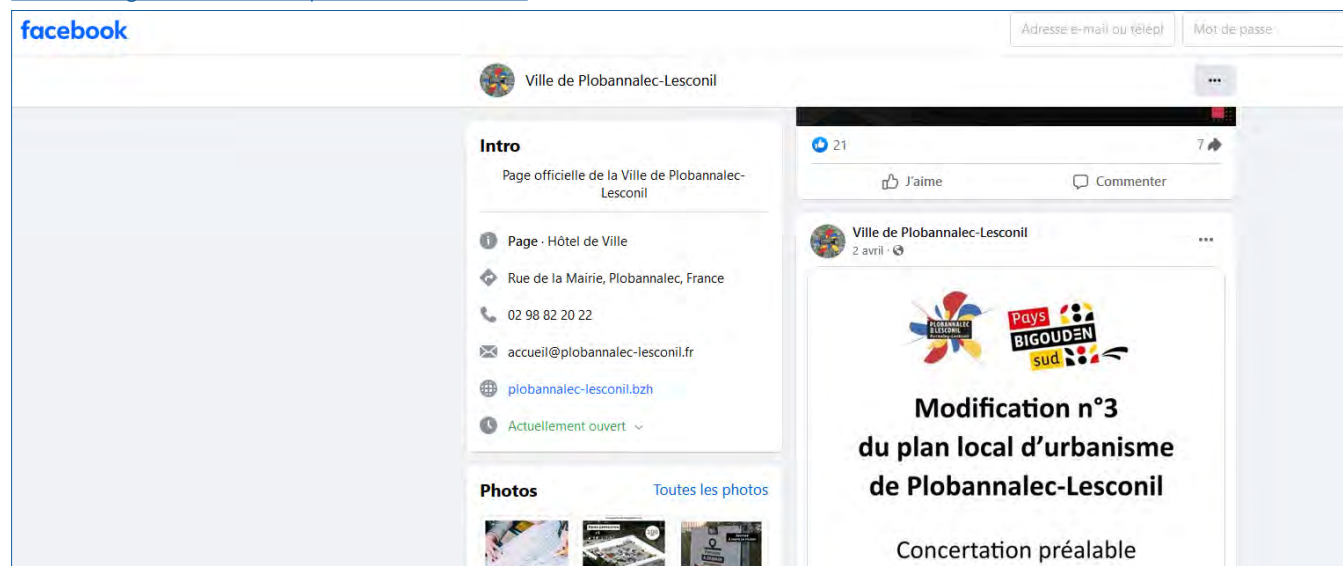 facebook
Adresse e-mail ou téléph
Mot de passe
Ville de Plobannalec-Lesconil
Intro
Page officielle de la Ville de Plobannalec-
Lesconil
Page · Hôtel de Ville
Rue de la Mairie, Plobannalec, France
02 98 82 20 22
accueil@plobannalec-lesconil.fr
plobannalec-lesconil.bzh
Actuellement ouvert
Photos
Toutes les photos
21
7
J'aime
Commenter
Ville de Plobannalec-Lesconil
2 avril ·
PLOBANNALEC
LESCONIL
Pays
BIGOUDEN
sud
Modification n°3
du plan local d'urbanisme
de Plobannalec-Lesconil
Concertation préalable